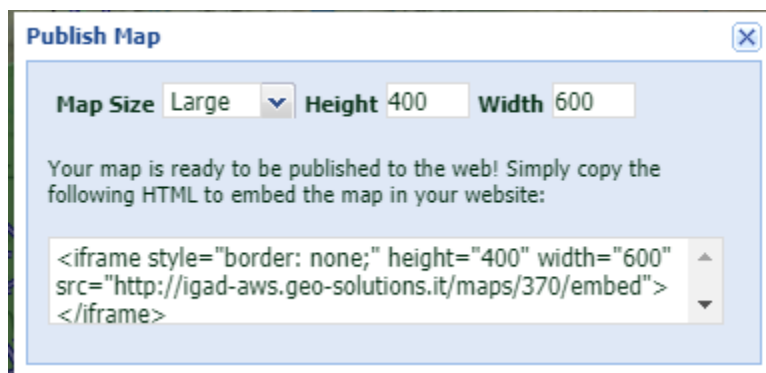 Publish Map
Map Size Large Height 400 Width 600
Your map is ready to be published to the web! Simply copy the
following HTML to embed the map in your website:
<iframe style="border: none;" height="400" width="600"
src="http://igad-aws.geo-solutions.it/maps/370/embed">
</iframe>